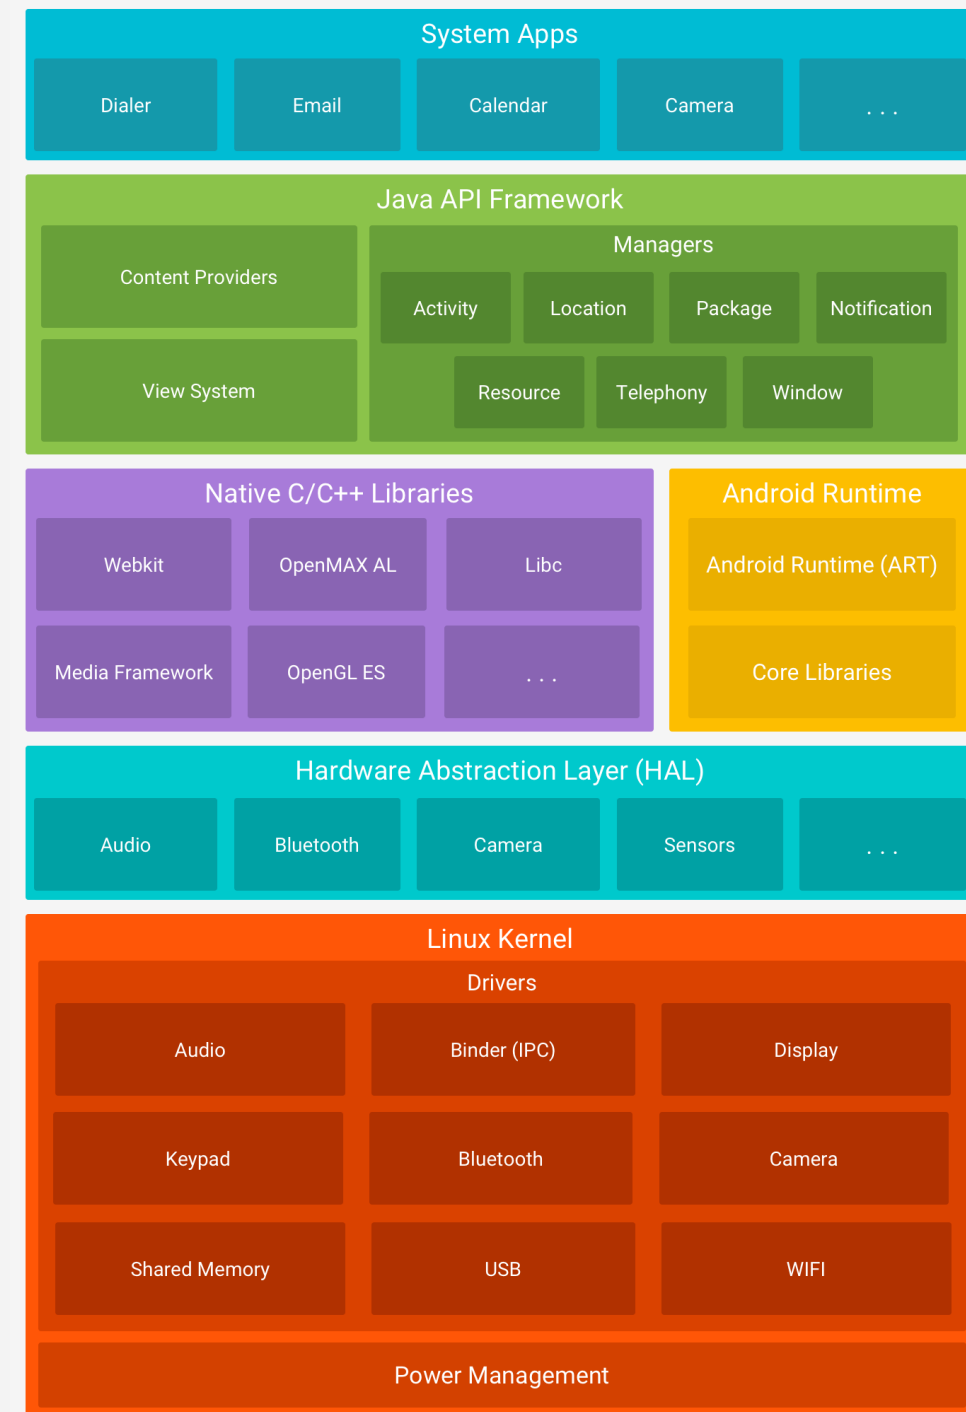 System Apps
Dialer Email Calendar Camera . . .
Java API Framework
Content Providers
View System
Managers
Activity Location Package Notification
Resource Telephony Window
Native C/C++ Libraries
Webkit OpenMAX AL Libc
Media Framework OpenGL ES . . .
Android Runtime
Android Runtime (ART)
Core Libraries
Hardware Abstraction Layer (HAL)
Audio Bluetooth Camera Sensors . . .
Linux Kernel
Drivers
Audio Binder (IPC) Display
Keypad Bluetooth Camera
Shared Memory USB WIFI
Power Management